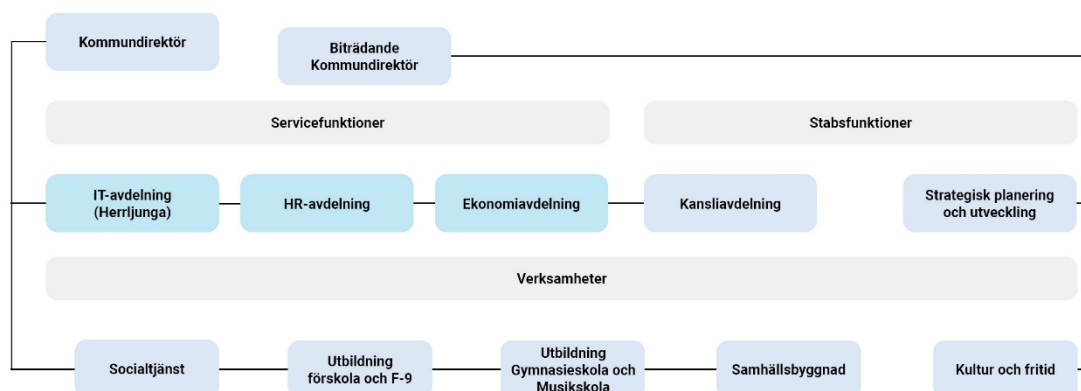 Kommundirektör
Biträdande
Kommundirektör
Servicefunktioner
Stabsfunktioner
IT-avdelning
(Herrljunga)
HR-avdelning
Ekonomiavdelning
Kansliavdelning
Strategisk planering
och utveckling
Verksamheter
Socialtjänst
Utbildning
förskola och F-9
Utbildning
Gymnasieskola och
Musikskola
Samhällsbyggnad
Kultur och fritid